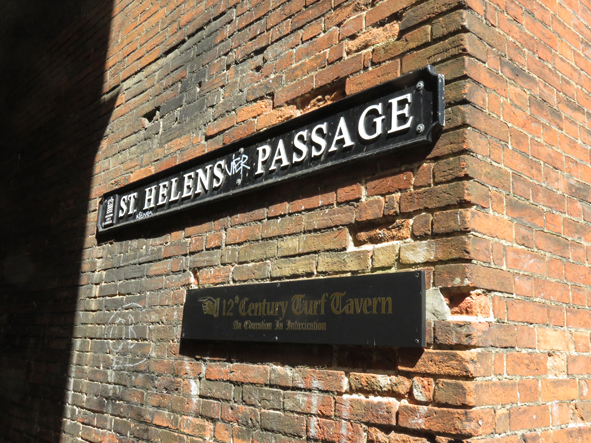 ST. HELENS PASSAGE
12th Century Turf Tavern
An Education In Intoxication